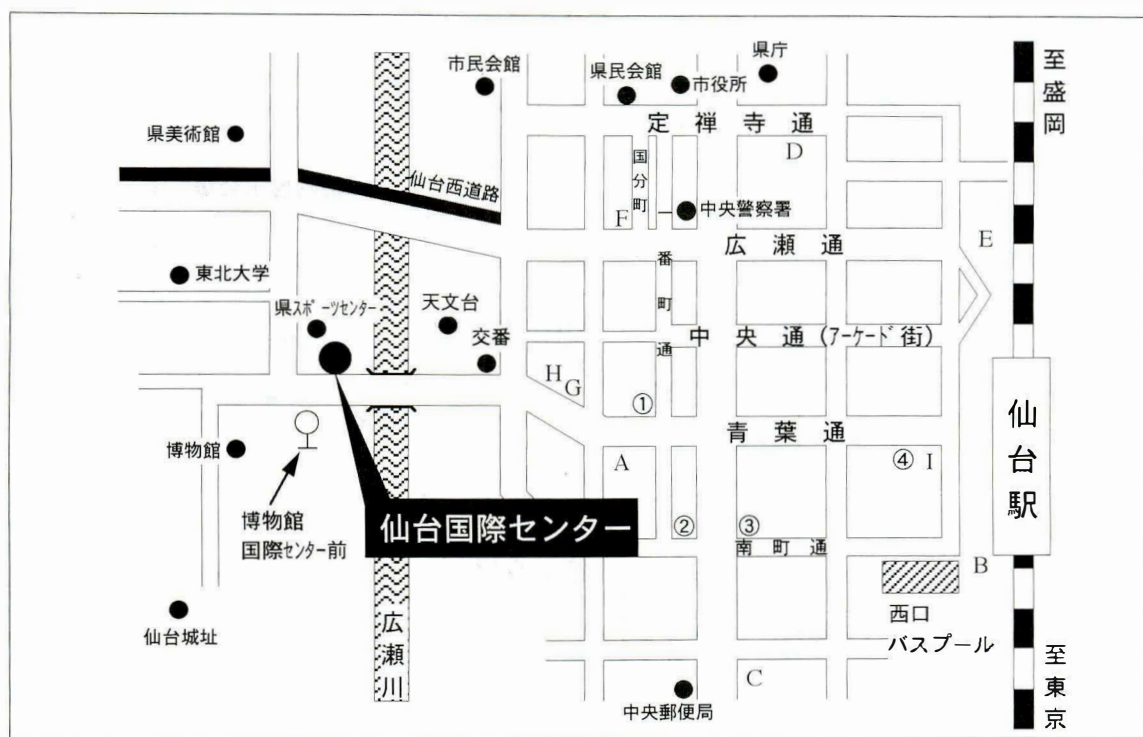 市民会館
県民会館
市役所
県庁
至盛岡
県美術館
定禅寺通
D
国分町
仙台西道路
F
一番町通
中央警察署
広瀬通
E
東北大学
県スポーツセンター
天文台
交番
中央通(アーケード街)
H
G
①
青葉通
仙台駅
博物館
A
④
I
博物館
国際センター前
仙台国際センター
②
③
南町通
B
西口
バスプール
仙台城址
広瀬川
C
中央郵便局
至東京